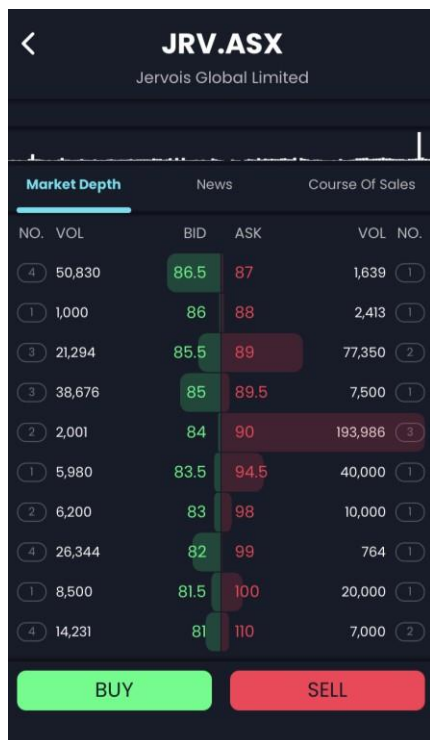 JRV.ASX
Jervois Global Limited
Market Depth News Course Of Sales
NO. VOL BID ASK VOL NO.
4 50,830 86.5 87 1,639 1
1 1,000 86 88 2,413 1
3 21,294 85.5 89 77,350 2
3 38,676 85 89.5 7,500 1
2 2,001 84 90 193,986 3
1 5,980 83.5 94.5 40,000 1
2 6,200 83 98 10,000 1
4 26,344 82 99 764 1
1 8,500 81.5 100 20,000 1
4 14,231 81 110 7,000 2
BUY SELL